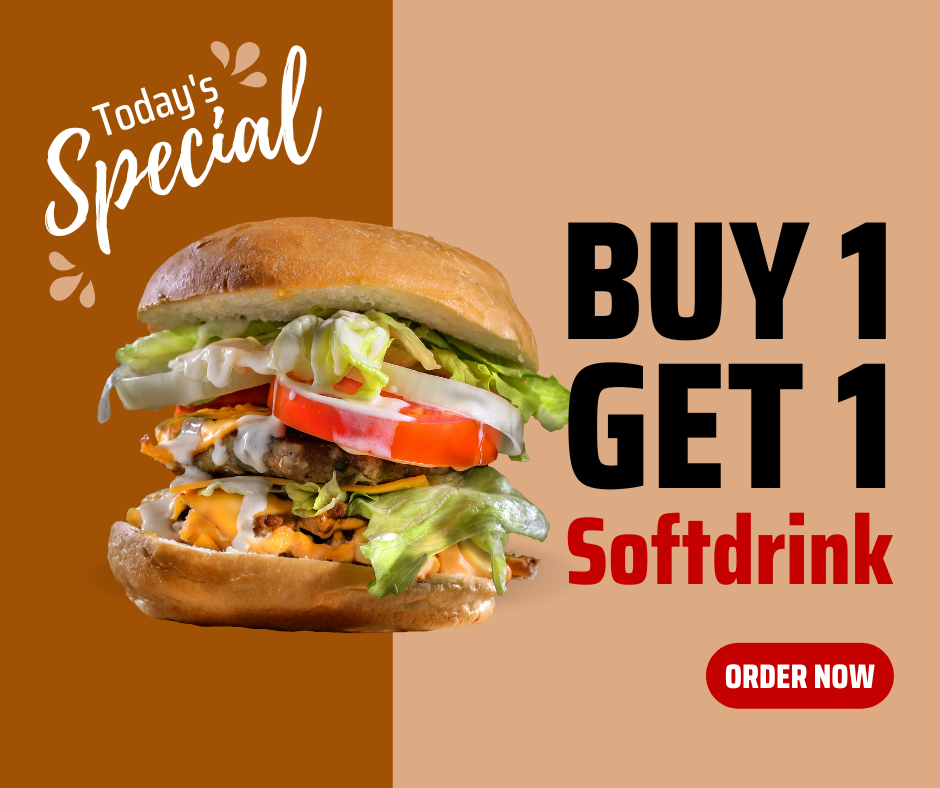 Today's
Special
BUY 1
GET 1
Softdrink
ORDER NOW